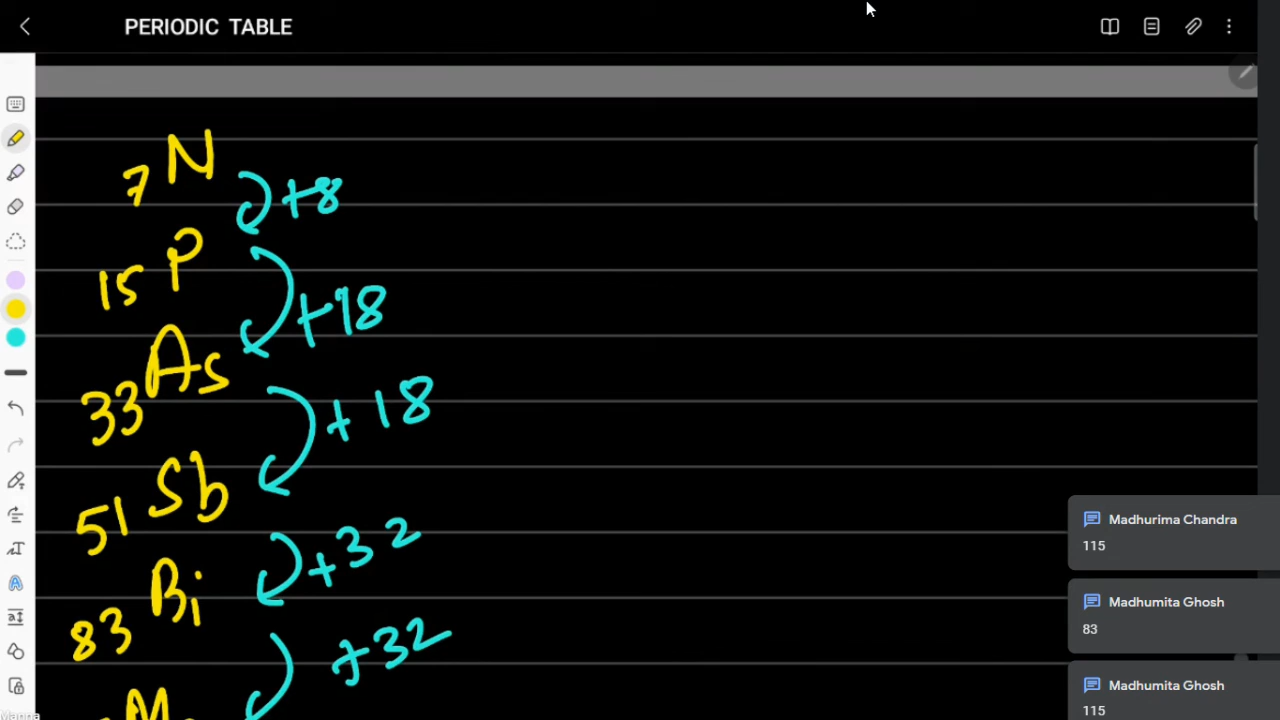 PERIODIC TABLE
7 N
+8
15 P
+18
33 As
+18
51 Sb
+32
83 Bi
+32
M
Madhurima Chandra
115
Madhumita Ghosh
83
Madhumita Ghosh
115
Manna